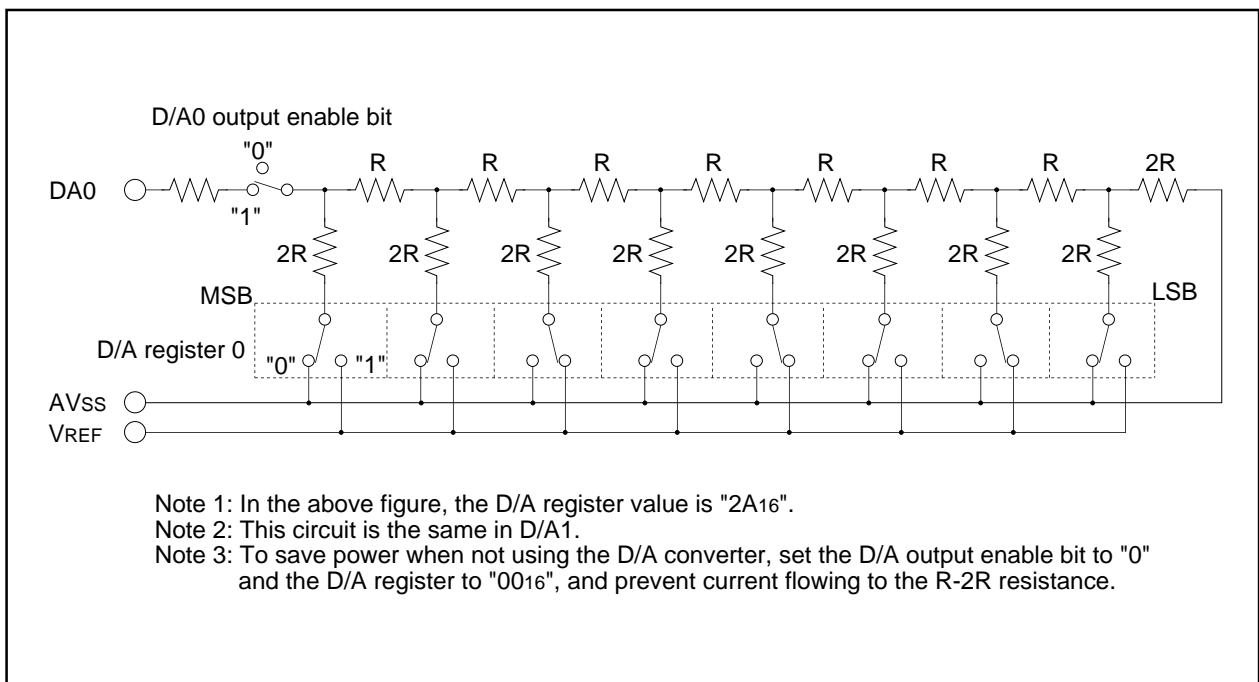 D/A0 output enable bit
"0"
R R R R R R R 2R
DA0
"1"
2R 2R 2R 2R 2R 2R 2R 2R
MSB LSB
D/A register 0
"0" "1"
AVSS
VREF
Note 1: In the above figure, the D/A register value is "2A16".
Note 2: This circuit is the same in D/A1.
Note 3: To save power when not using the D/A converter, set the D/A output enable bit to "0"
and the D/A register to "0016", and prevent current flowing to the R-2R resistance.